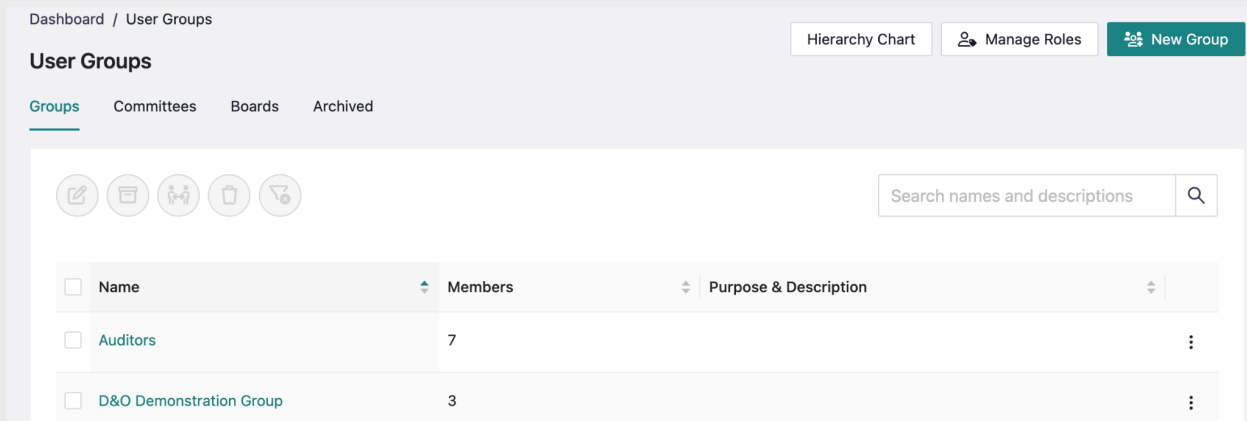 Dashboard / User Groups
User Groups
Hierarchy Chart
Manage Roles
New Group
Groups Committees Boards Archived
Search names and descriptions
Name Members Purpose & Description
Auditors 7
D&O Demonstration Group 3